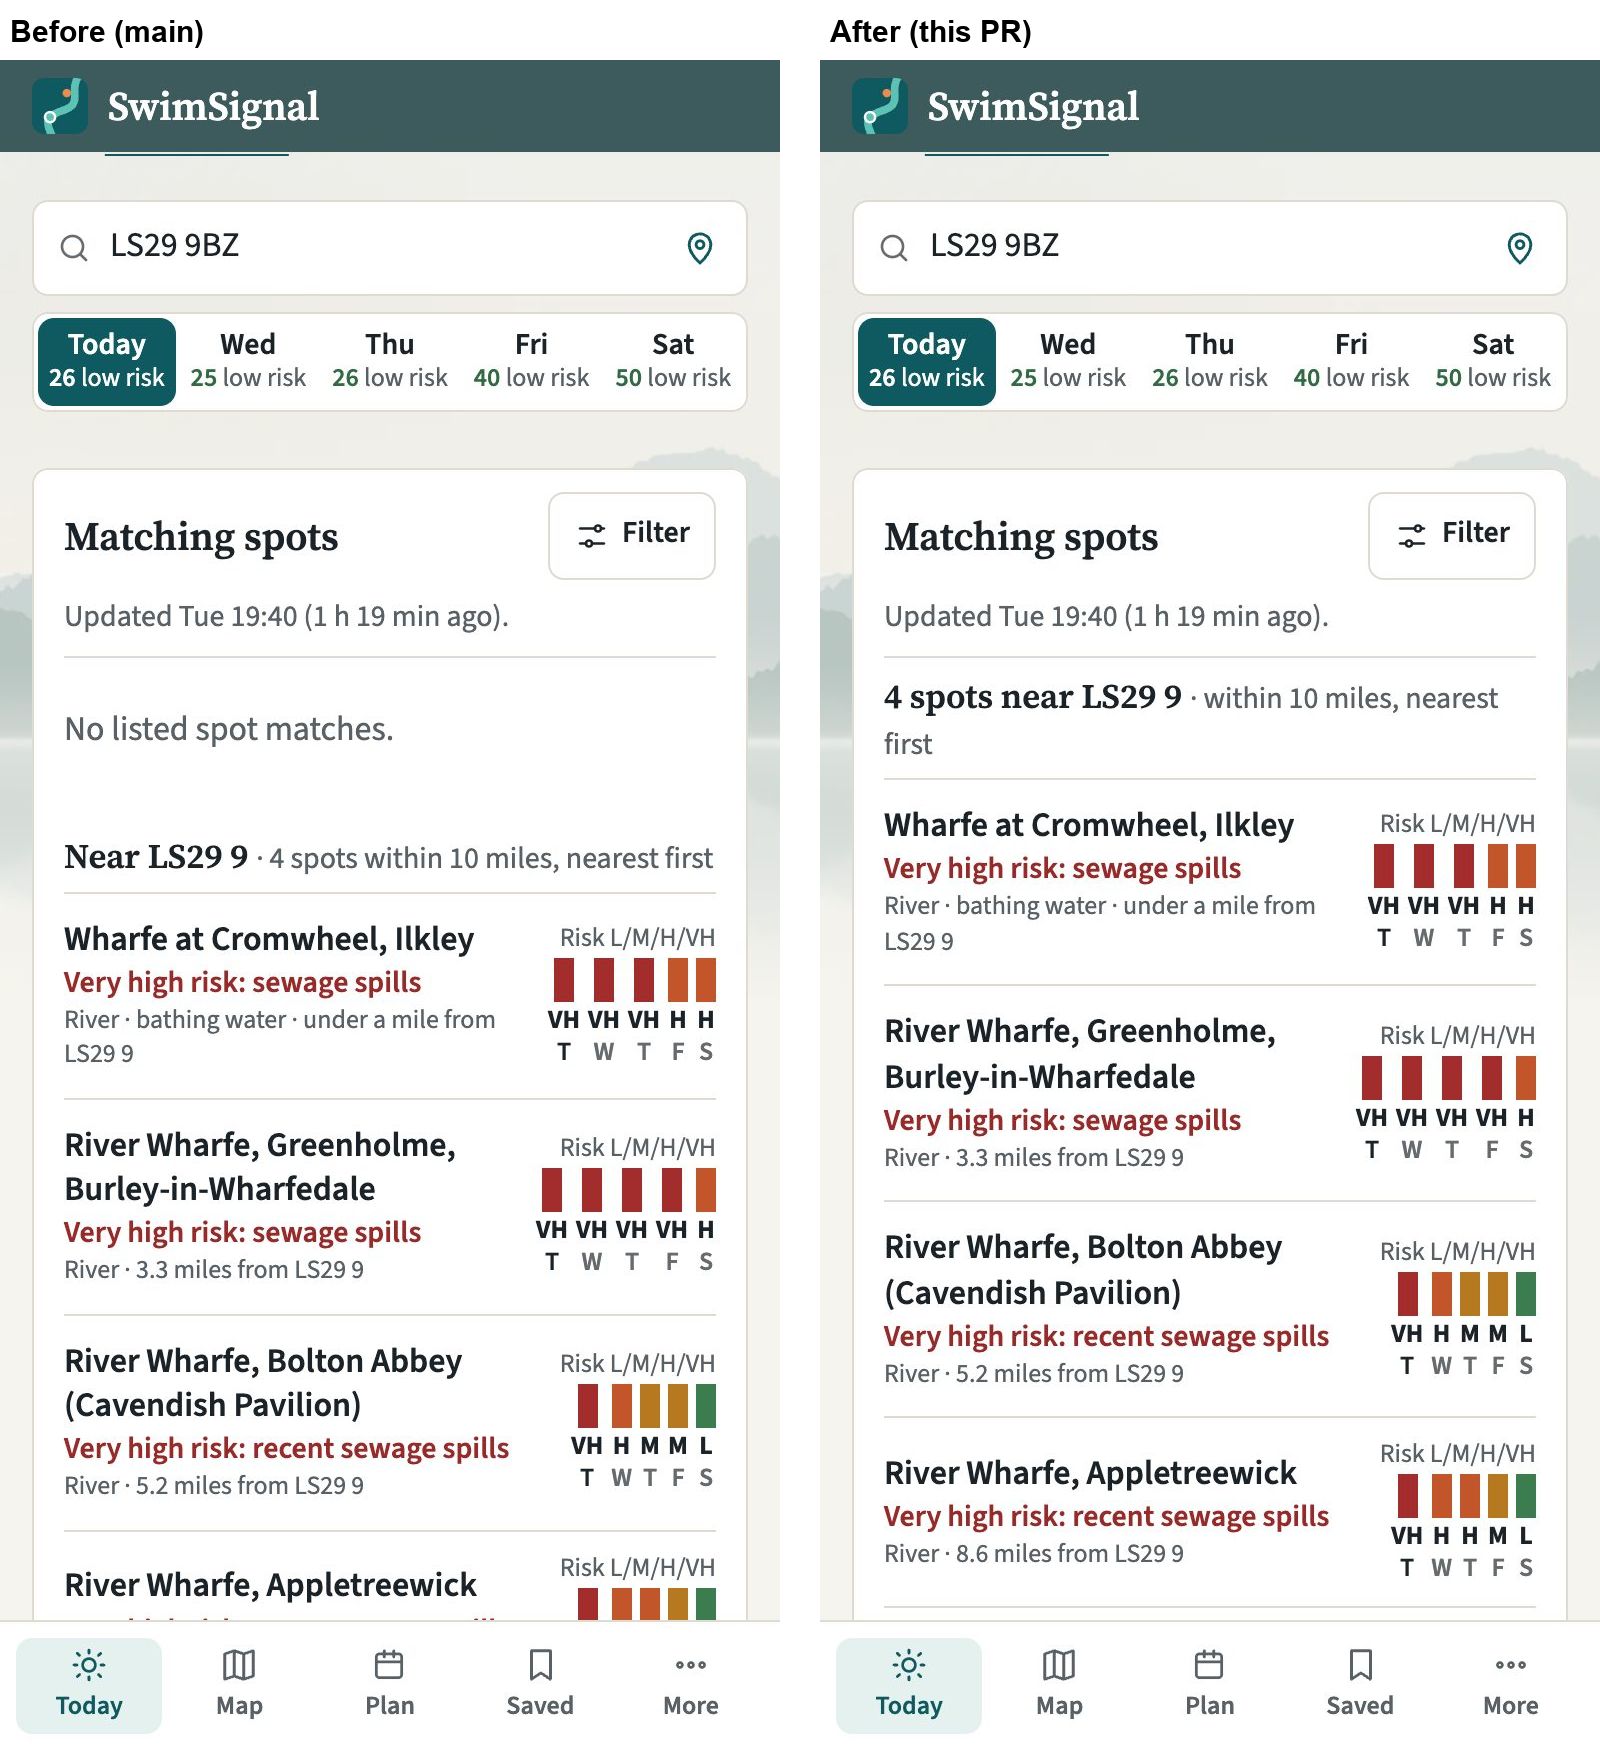 Before (main)
SwimSignal
LS29 9BZ
Today Wed Thu Fri Sat
26 low risk 25 low risk 26 low risk 40 low risk 50 low risk
Matching spots
Filter
Updated Tue 19:40 (1 h 19 min ago).
No listed spot matches.
Near LS29 9 · 4 spots within 10 miles, nearest first
Wharfe at Cromwheel, Ilkley
Very high risk: sewage spills
River · bathing water · under a mile from
LS29 9
Risk L/M/H/VH
VH VH VH H H
T W T F S
River Wharfe, Greenholme,
Burley-in-Wharfedale
Very high risk: sewage spills
River · 3.3 miles from LS29 9
Risk L/M/H/VH
VH VH VH VH H
T W T F S
River Wharfe, Bolton Abbey
(Cavendish Pavilion)
Very high risk: recent sewage spills
River · 5.2 miles from LS29 9
Risk L/M/H/VH
VH H M M L
T W T F S
River Wharfe, Appletreewick
Risk L/M/H/VH
Today Map Plan Saved More
After (this PR)
SwimSignal
LS29 9BZ
Today Wed Thu Fri Sat
26 low risk 25 low risk 26 low risk 40 low risk 50 low risk
Matching spots
Filter
Updated Tue 19:40 (1 h 19 min ago).
4 spots near LS29 9 · within 10 miles, nearest
first
Wharfe at Cromwheel, Ilkley
Very high risk: sewage spills
River · bathing water · under a mile from
LS29 9
Risk L/M/H/VH
VH VH VH H H
T W T F S
River Wharfe, Greenholme,
Burley-in-Wharfedale
Very high risk: sewage spills
River · 3.3 miles from LS29 9
Risk L/M/H/VH
VH VH VH VH H
T W T F S
River Wharfe, Bolton Abbey
(Cavendish Pavilion)
Very high risk: recent sewage spills
River · 5.2 miles from LS29 9
Risk L/M/H/VH
VH H M M L
T W T F S
River Wharfe, Appletreewick
Very high risk: recent sewage spills
River · 8.6 miles from LS29 9
Risk L/M/H/VH
VH H H M L
T W T F S
Today Map Plan Saved More